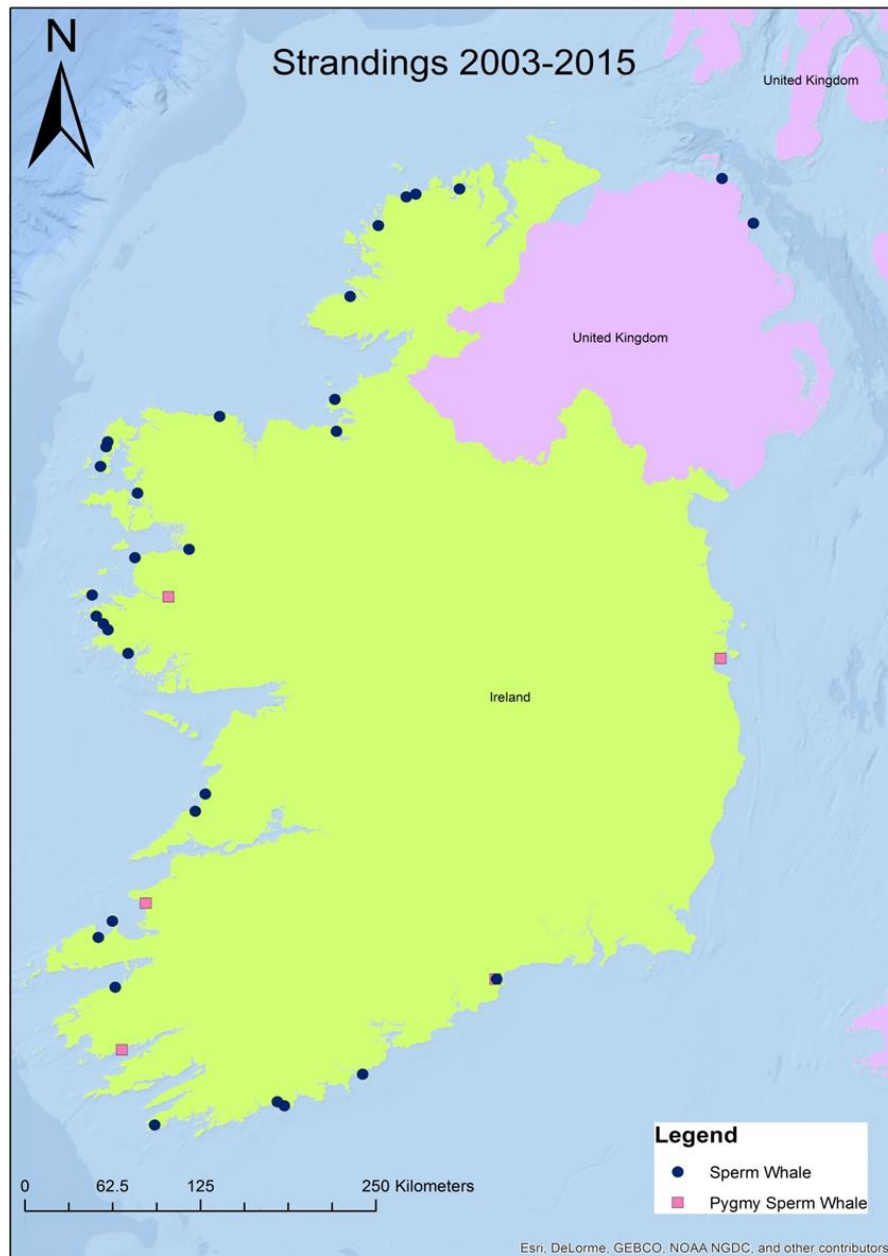 N
Strandings 2003-2015
United Kingdom
United Kingdom
Ireland
Legend
Sperm Whale
Pygmy Sperm Whale
0 62.5 125 250 Kilometers
Esri, DeLorme, GEBCO, NOAA NGDC, and other contributors